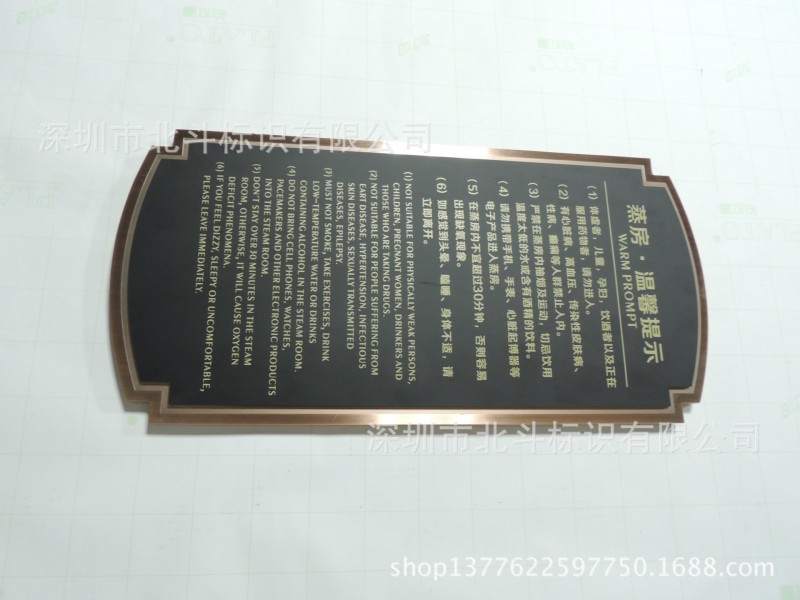 蒸房·温馨提示
WARM PROMPT
(1) 体虚者，儿童，孕妇，饮酒者以及正在
服用药物者，请勿进入。
(2) 有心脏病、高血压、传染性皮肤病、
性病、癫痫等人群禁止入内。
(3) 严禁在蒸房内抽烟及运动，切忌饮用
温度太低的水或含有酒精的饮料。
(4) 请勿携带手机、手表、心脏起搏器等
电子产品进入蒸房。
(5) 在蒸房内不宜超过30分钟，否则容易
出现缺氧现象。
(6) 如感觉到头晕、瞌睡、身体不适，请
立即离开。
(1) NOT SUITABLE FOR PHYSICALLY WEAK PERSONS,
CHILDREN, PREGNANT WOMEN, DRINKERS AND
THOSE WHO ARE TAKING DRUGS.
(2) NOT SUITABLE FOR PEOPLE SUFFERING FROM
EART DISEASE, HYPERTENSION, INFECTIOUS
SKIN DISEASES, SEXUALLY TRANSMITTED
DISEASES, EPILEPSY.
(3) MUST NOT SMOKE, TAKE EXERCISES, DRINK
LOW-TEMPERATURE WATER OR DRINKS
CONTAINING ALCOHOL IN THE STEAM ROOM.
(4) DO NOT BRING CELL PHONES, WATCHES,
PACEMAKERS AND OTHER ELECTRONIC PRODUCTS
INTO THE STEAM ROOM.
(5) DON'T STAY OVER 30 MINUTES IN THE STEAM
ROOM, OTHERWISE, IT WILL CAUSE OXYGEN
DEFICIT PHENOMENA.
(6) IF YOU FEEL DIZZY, SLEEPY OR UNCOMFORTABLE,
PLEASE LEAVE IMMEDIATELY.
深圳市北斗标识有限公司
深圳市北斗标识有限公司
shop1377622597750.1688.com